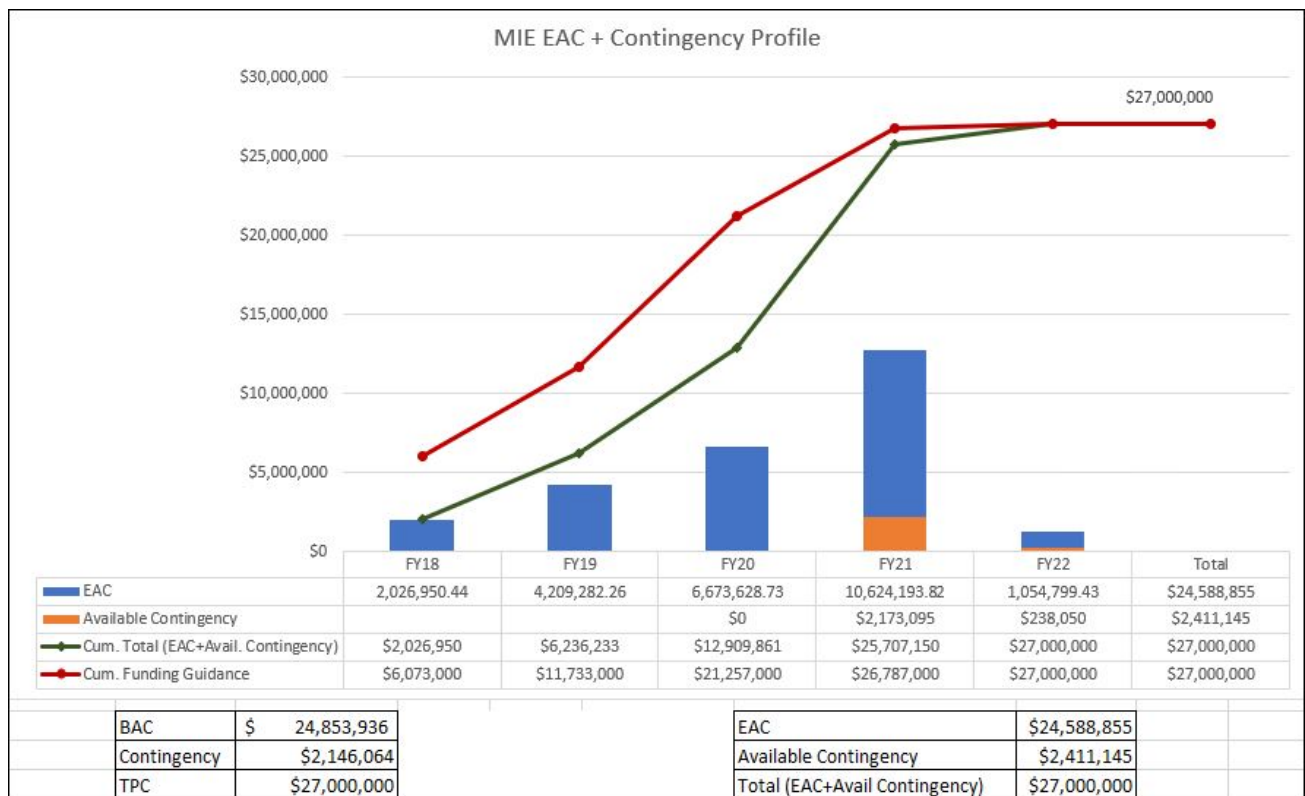 MIE EAC + Contingency Profile
$30,000,000
$27,000,000
$25,000,000
$20,000,000
$15,000,000
$10,000,000
$5,000,000
$0
FY18 FY19 FY20 FY21 FY22 Total
EAC 2,026,950.44 4,209,282.26 6,673,628.73 10,624,193.82 1,054,799.43 $24,588,855
Available Contingency $0 $2,173,095 $238,050 $2,411,145
Cum. Total (EAC+Avail. Contingency) $2,026,950 $6,236,233 $12,909,861 $25,707,150 $27,000,000 $27,000,000
Cum. Funding Guidance $6,073,000 $11,733,000 $21,257,000 $26,787,000 $27,000,000 $27,000,000
BAC $ 24,853,936 EAC $24,588,855
Contingency $2,146,064 Available Contingency $2,411,145
TPC $27,000,000 Total (EAC+Avail Contingency) $27,000,000